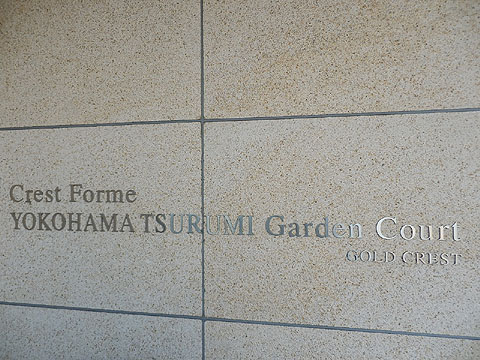 Crest Forme
YOKOHAMA TSURUMI Garden Court
GOLD CREST